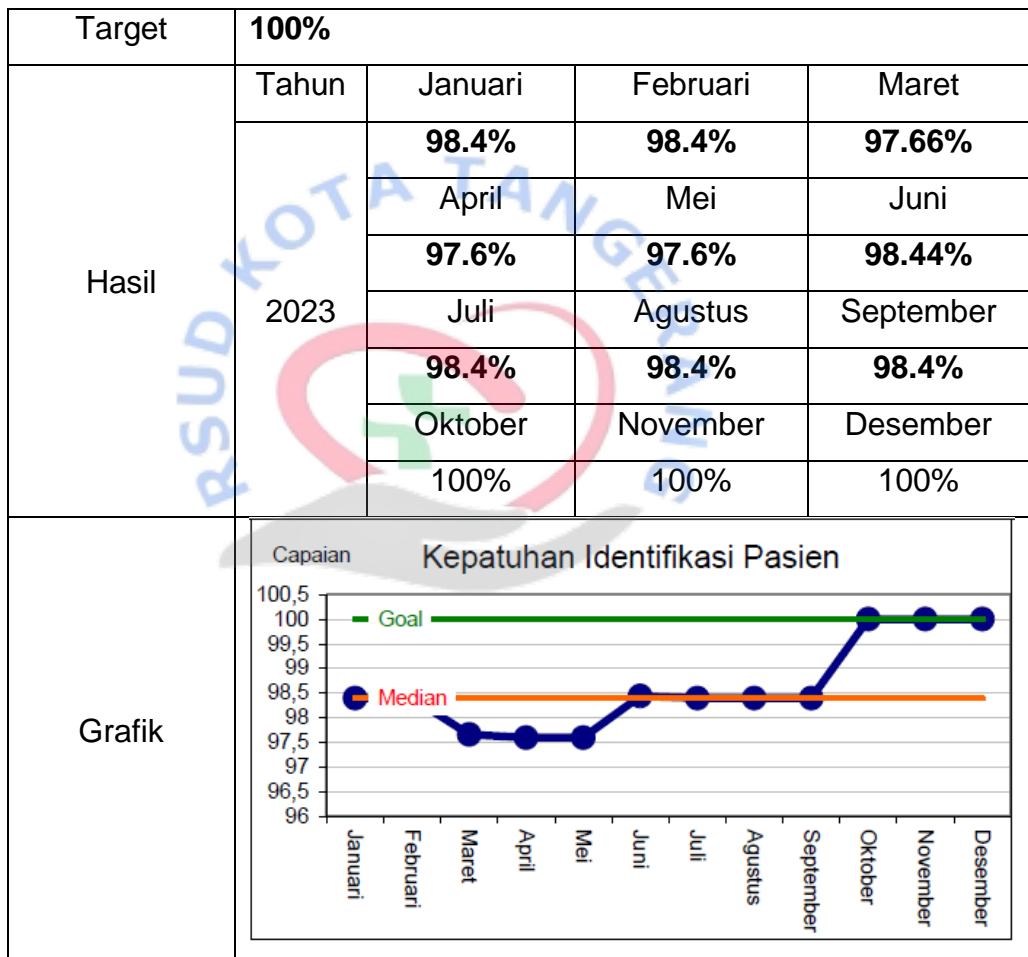 Target 100%
Hasil Tahun Januari Februari Maret
2023 98.4% 98.4% 97.66%
April Mei Juni
97.6% 97.6% 98.44%
Juli Agustus September
98.4% 98.4% 98.4%
Oktober November Desember
100% 100% 100%
RSUD KOTA TANGERANG
Grafik
Capaian Kepatuhan Identifikasi Pasien
100,5
100
99,5
99
98,5
98
97,5
97
96,5
96
Goal
Median
Januari
Februari
Maret
April
Mei
Juni
Juli
Agustus
September
Oktober
November
Desember